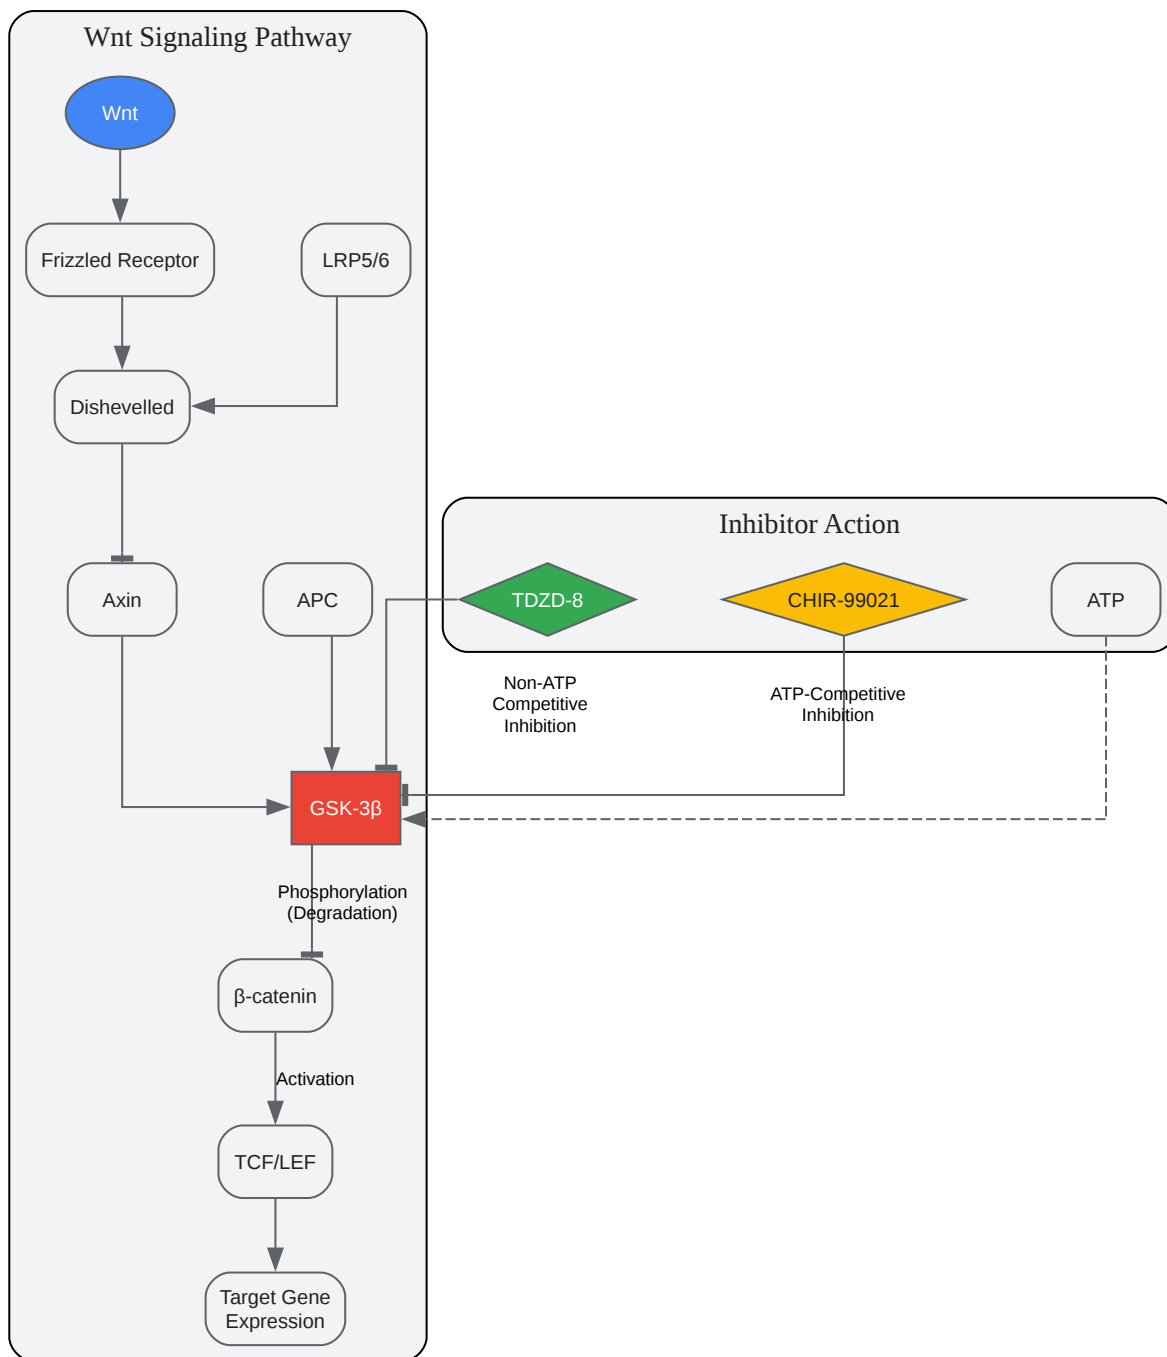 Wnt Signaling Pathway
Wnt
Frizzled Receptor
LRP5/6
Dishevelled
Inhibitor Action
Axin
APC
TDZD-8
CHIR-99021
ATP
Non-ATP
Competitive
Inhibition
ATP-Competitive
Inhibition
GSK-3β
Phosphorylation
(Degradation)
β-catenin
Activation
TCF/LEF
Target Gene
Expression